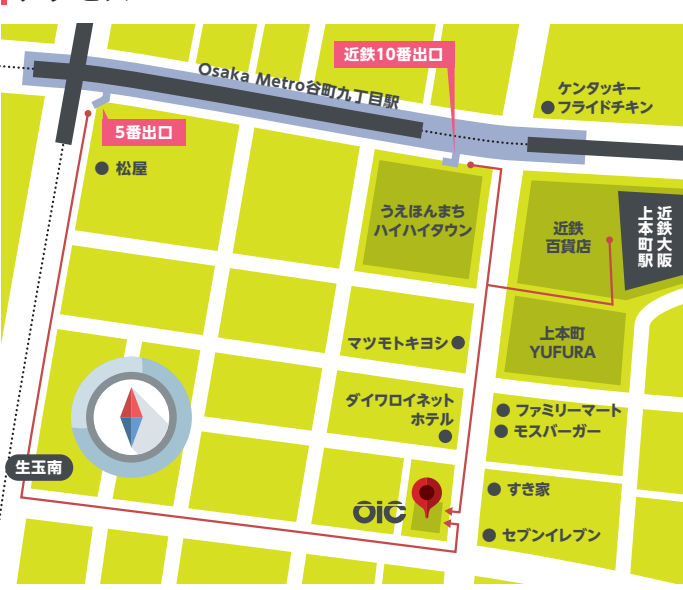 近鉄10番出口
Osaka Metro谷町九丁目駅
ケンタッキー
フライドチキン
5番出口
松屋
うえほんまち
ハイハイタウン
近鉄
百貨店
近鉄大阪
上本町駅
上本町
YUFURA
マツモトキヨシ
ダイワロイネット
ホテル
ファミリーマート
モスバーガー
生玉南
すき家
OiC
セブンイレブン